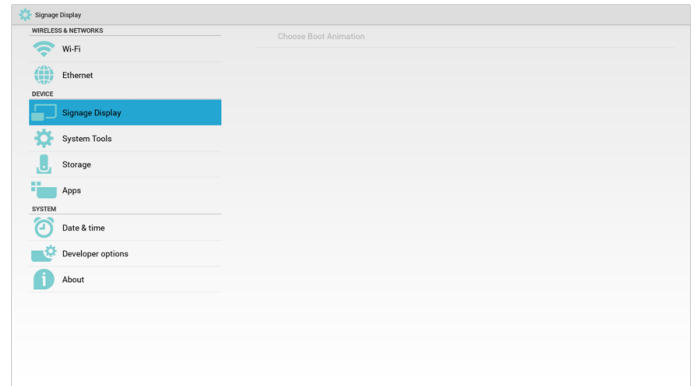 Signage Display
WIRELESS & NETWORKS
Wi-Fi
Ethernet
DEVICE
Signage Display
System Tools
Storage
Apps
SYSTEM
Date & time
Developer options
About
Choose Boot Animation